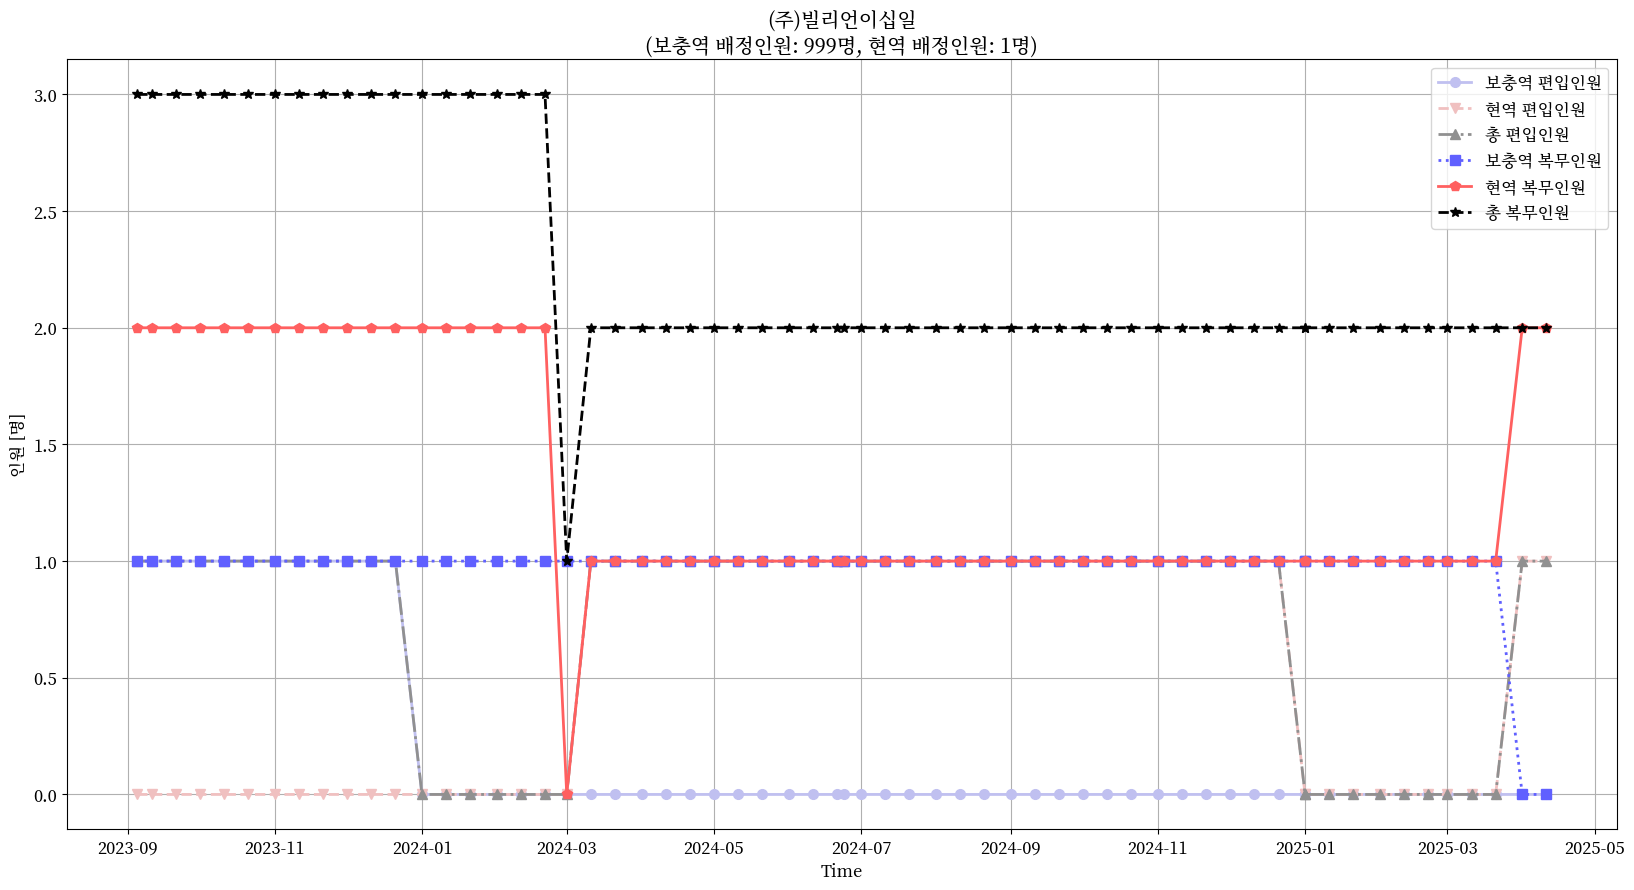 (주)빌리언이십일
(보충역 배정인원: 999명, 현역 배정인원: 1명)
3.0
2.5
2.0
1.5
1.0
0.5
0.0
인원 [명]
보충역 편입인원
현역 편입인원
총 편입인원
보충역 복무인원
현역 복무인원
총 복무인원
2023-09
2023-11
2024-01
2024-03
2024-05
2024-07
2024-09
2024-11
2025-01
2025-03
2025-05
Time